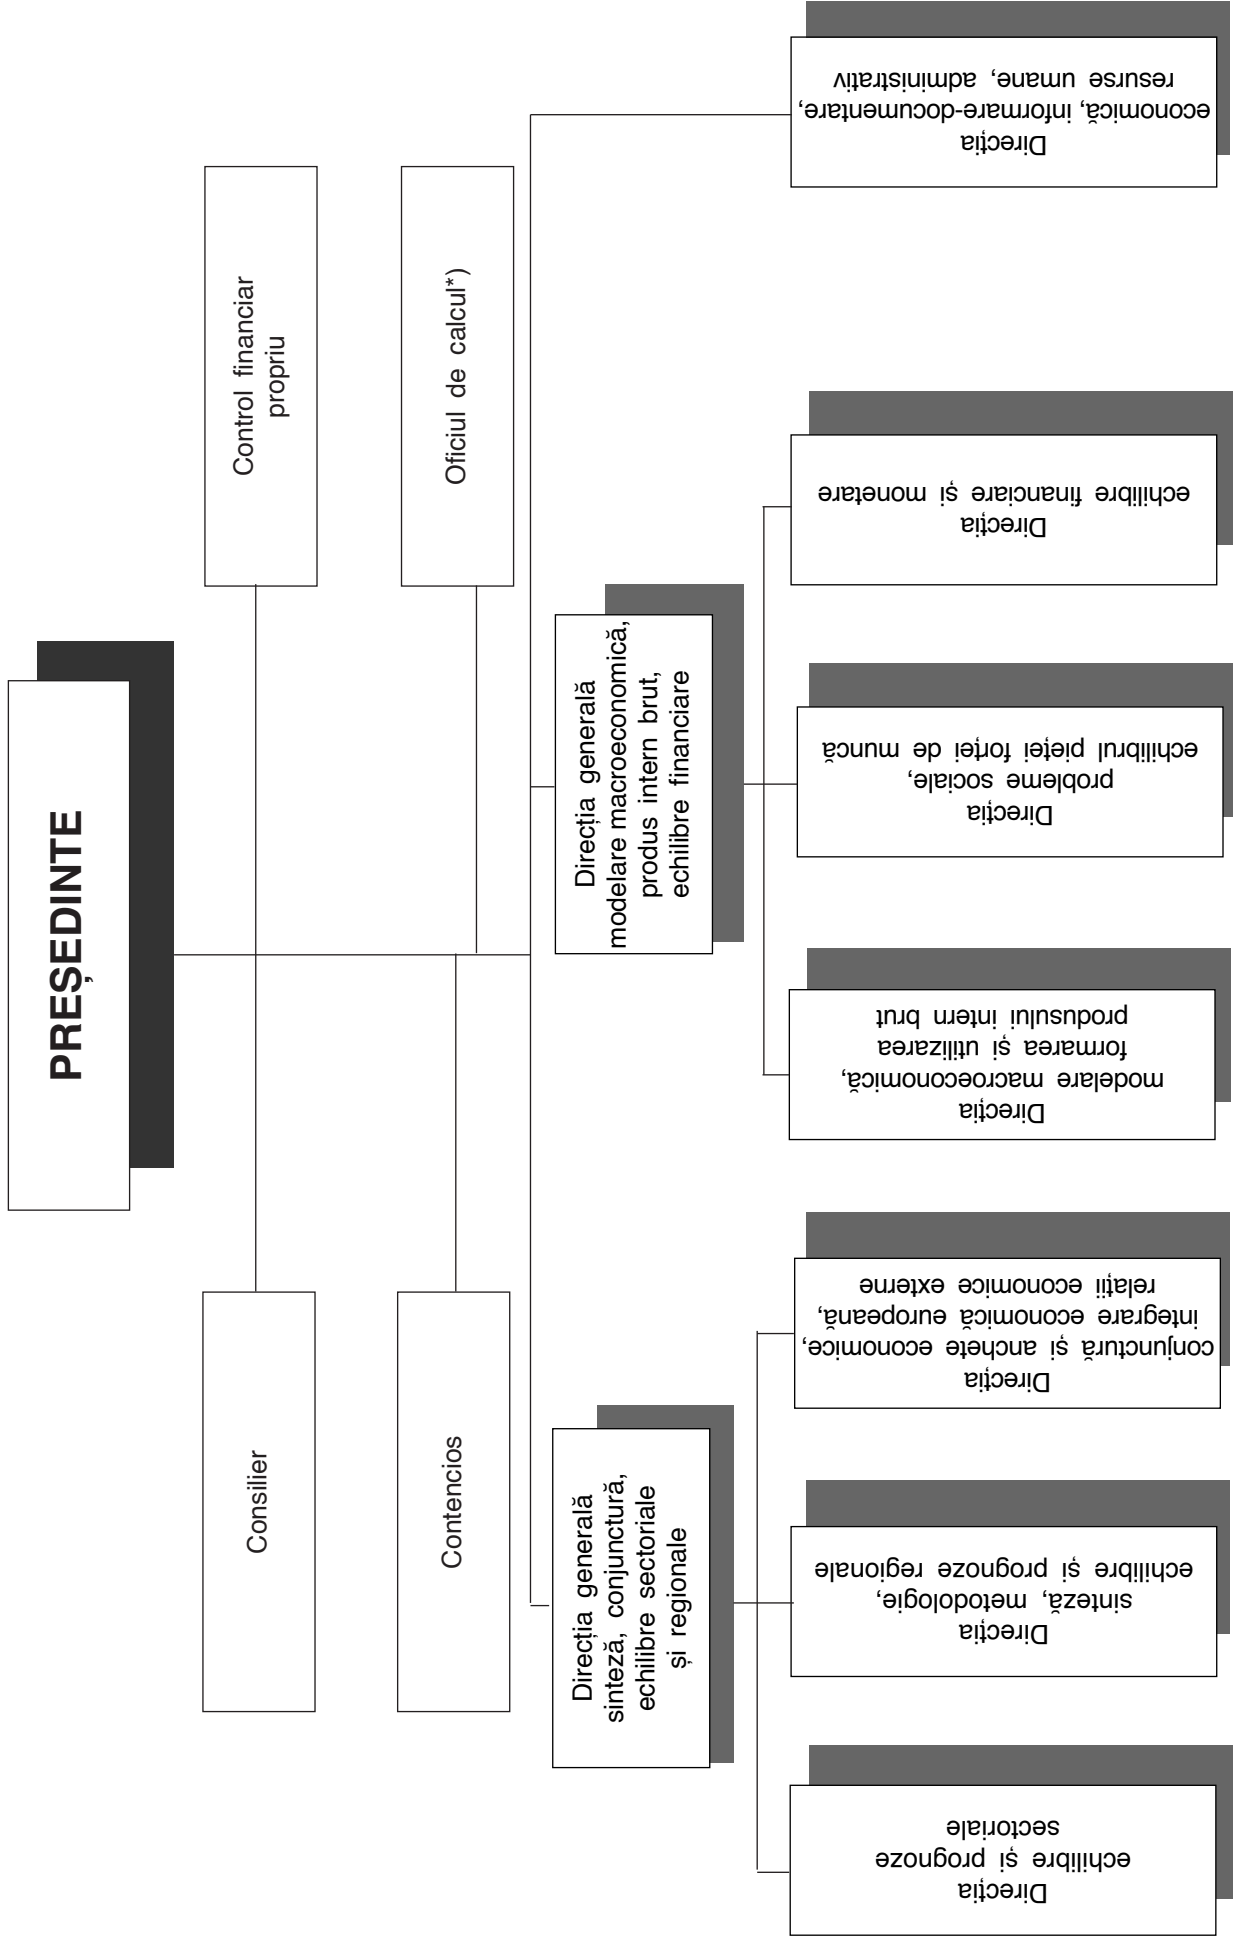 PREȘEDINTE
Consilier
Control financiar
propriu
Contencios
Oficiul de calcul*)
Direcția generală
sinteză, conjunctură,
echilibre sectoriale
și regionale
Direcția generală
modelare macroeconomică,
produs intern brut,
echilibre financiare
Direcția
echilibre și prognoze
sectoriale
Direcția
sinteză, metodologie,
echilibre și prognoze regionale
Direcția
conjunctură și anchete economice,
integrare economică europeană,
relații economice externe
Direcția
modelare macroeconomică,
formarea și utilizarea
produsului intern brut
Direcția
probleme sociale,
echilibrul pieței forței de muncă
Direcția
echilibre financiare și monetare
Direcția
economică, informare-documentare,
resurse umane, administrativ